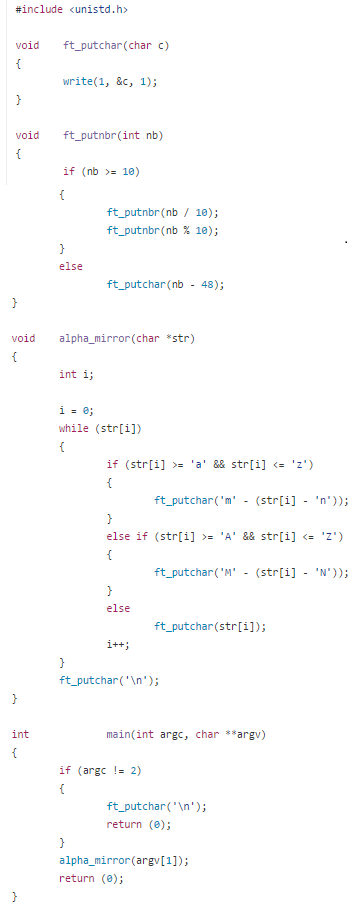 #include <unistd.h>
void ft_putchar(char c)
{
write(1, &c, 1);
}
void ft_putnbr(int nb)
{
if (nb >= 10)
{
ft_putnbr(nb / 10);
ft_putnbr(nb % 10);
}
else
ft_putchar(nb - 48);
}
void alpha_mirror(char *str)
{
int i;
i = 0;
while (str[i])
{
if (str[i] >= 'a' && str[i] <= 'z')
{
ft_putchar('m' - (str[i] - 'n'));
}
else if (str[i] >= 'A' && str[i] <= 'Z')
{
ft_putchar('M' - (str[i] - 'N'));
}
else
ft_putchar(str[i]);
i++;
}
ft_putchar('\n');
}
int main(int argc, char **argv)
{
if (argc != 2)
{
ft_putchar('\n');
return (0);
}
alpha_mirror(argv[1]);
return (0);
}